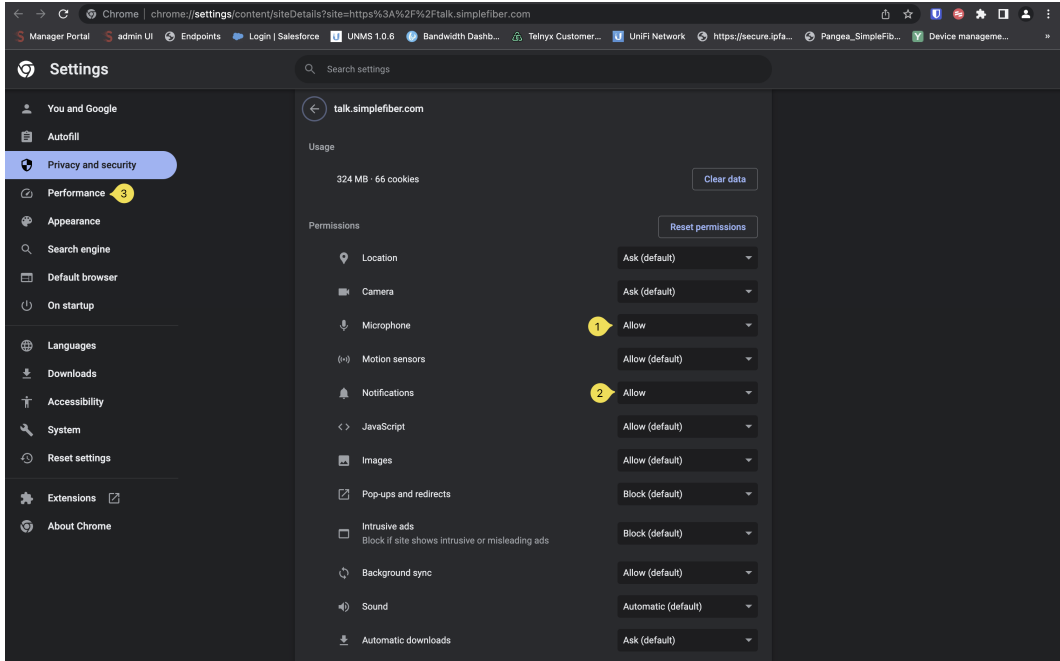 Chrome | chrome://settings/content/siteDetails?site=https%3A%2F%2Ftalk.simplefiber.com
Manager Portal admin UI Endpoints Login | Salesforce UNMS 1.0.6 Bandwidth Dashb... Telnyx Customer... UniFi Network https://secure.ipfa... Pangea_SimpleFib... Device manageme... »
Settings
Search settings
You and Google
Autofill
Privacy and security
Performance 3
Appearance
Search engine
Default browser
On startup
Languages
Downloads
Accessibility
System
Reset settings
Extensions
About Chrome
talk.simplefiber.com
Usage
324 MB · 66 cookies Clear data
Permissions Reset permissions
Location Ask (default)
Camera Ask (default)
Microphone 1 Allow
Motion sensors Allow (default)
Notifications 2 Allow
JavaScript Allow (default)
Images Allow (default)
Pop-ups and redirects Block (default)
Intrusive ads Block (default)
Block if site shows intrusive or misleading ads
Background sync Allow (default)
Sound Automatic (default)
Automatic downloads Ask (default)